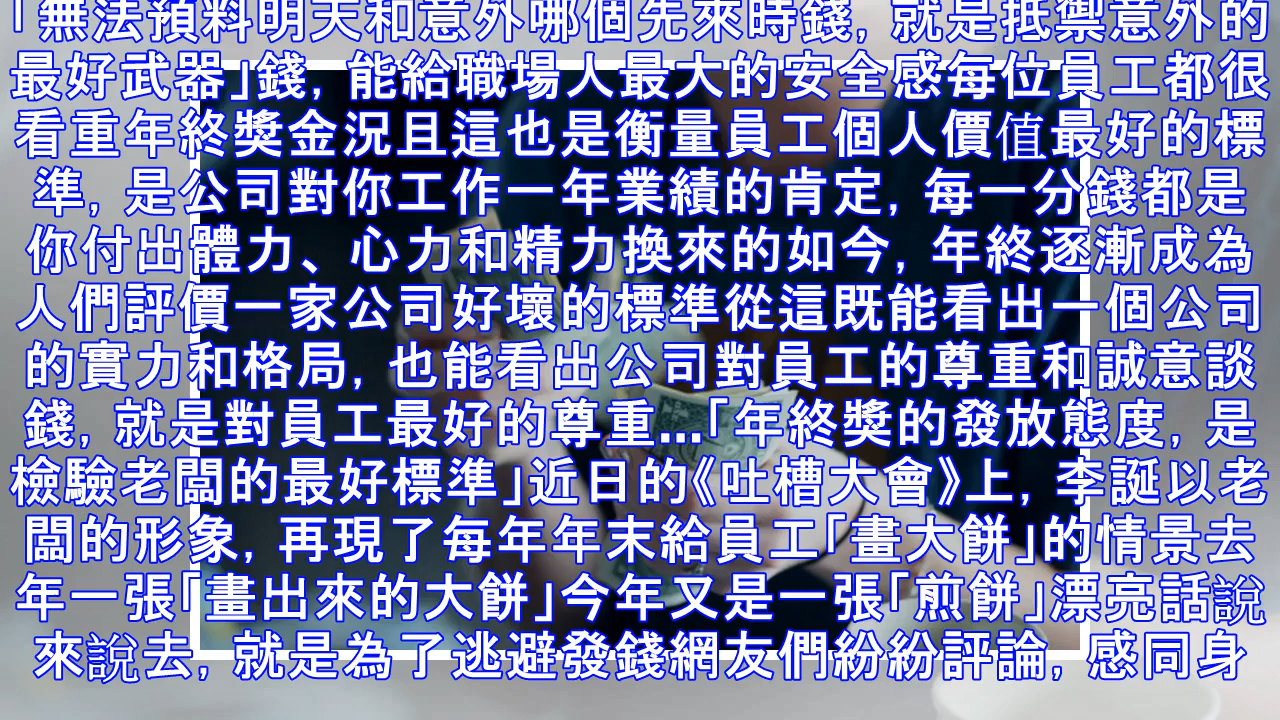 「無法預料明天和意外哪個先來時錢, 就是抵禦意外的
最好武器」錢, 能給職場人最大的安全感每位員工都很
看重年終獎金況且這也是衡量員工個人價值最好的標
準, 是公司對你工作一年業績的肯定, 每一分錢都是
你付出體力、心力和精力換來的如今, 年終逐漸成為
人們評價一家公司好壞的標準從這既能看出一個公司
的實力和格局, 也能看出公司對員工的尊重和誠意談
錢, 就是對員工最好的尊重...「年終獎的發放態度, 是
檢驗老闆的最好標準」近日的《吐槽大會》上, 李誕以老
闆的形象, 再現了每年年末給員工「畫大餅」的情景去
年一張「畫出來的大餅」今年又是一張「煎餅」漂亮話說
來說去, 就是為了逃避發錢網友們紛紛評論, 感同身